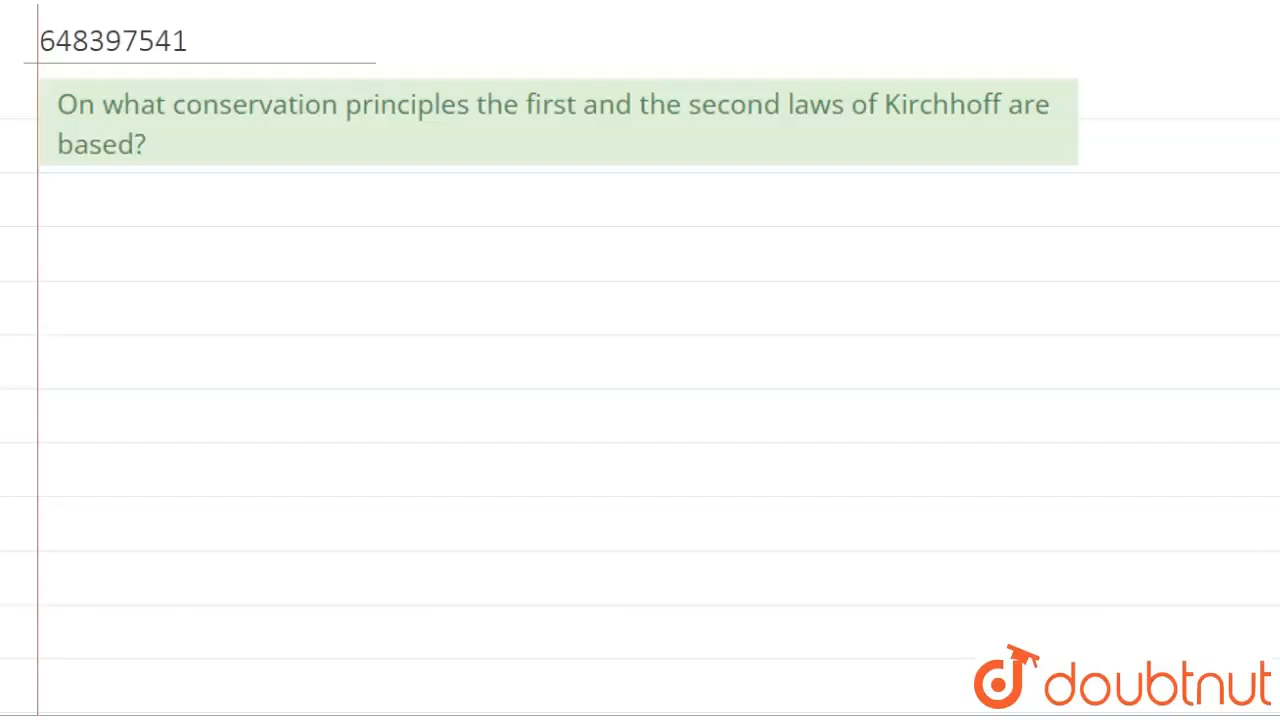 648397541
On what conservation principles the first and the second laws of Kirchhoff are
based?
doubtnut